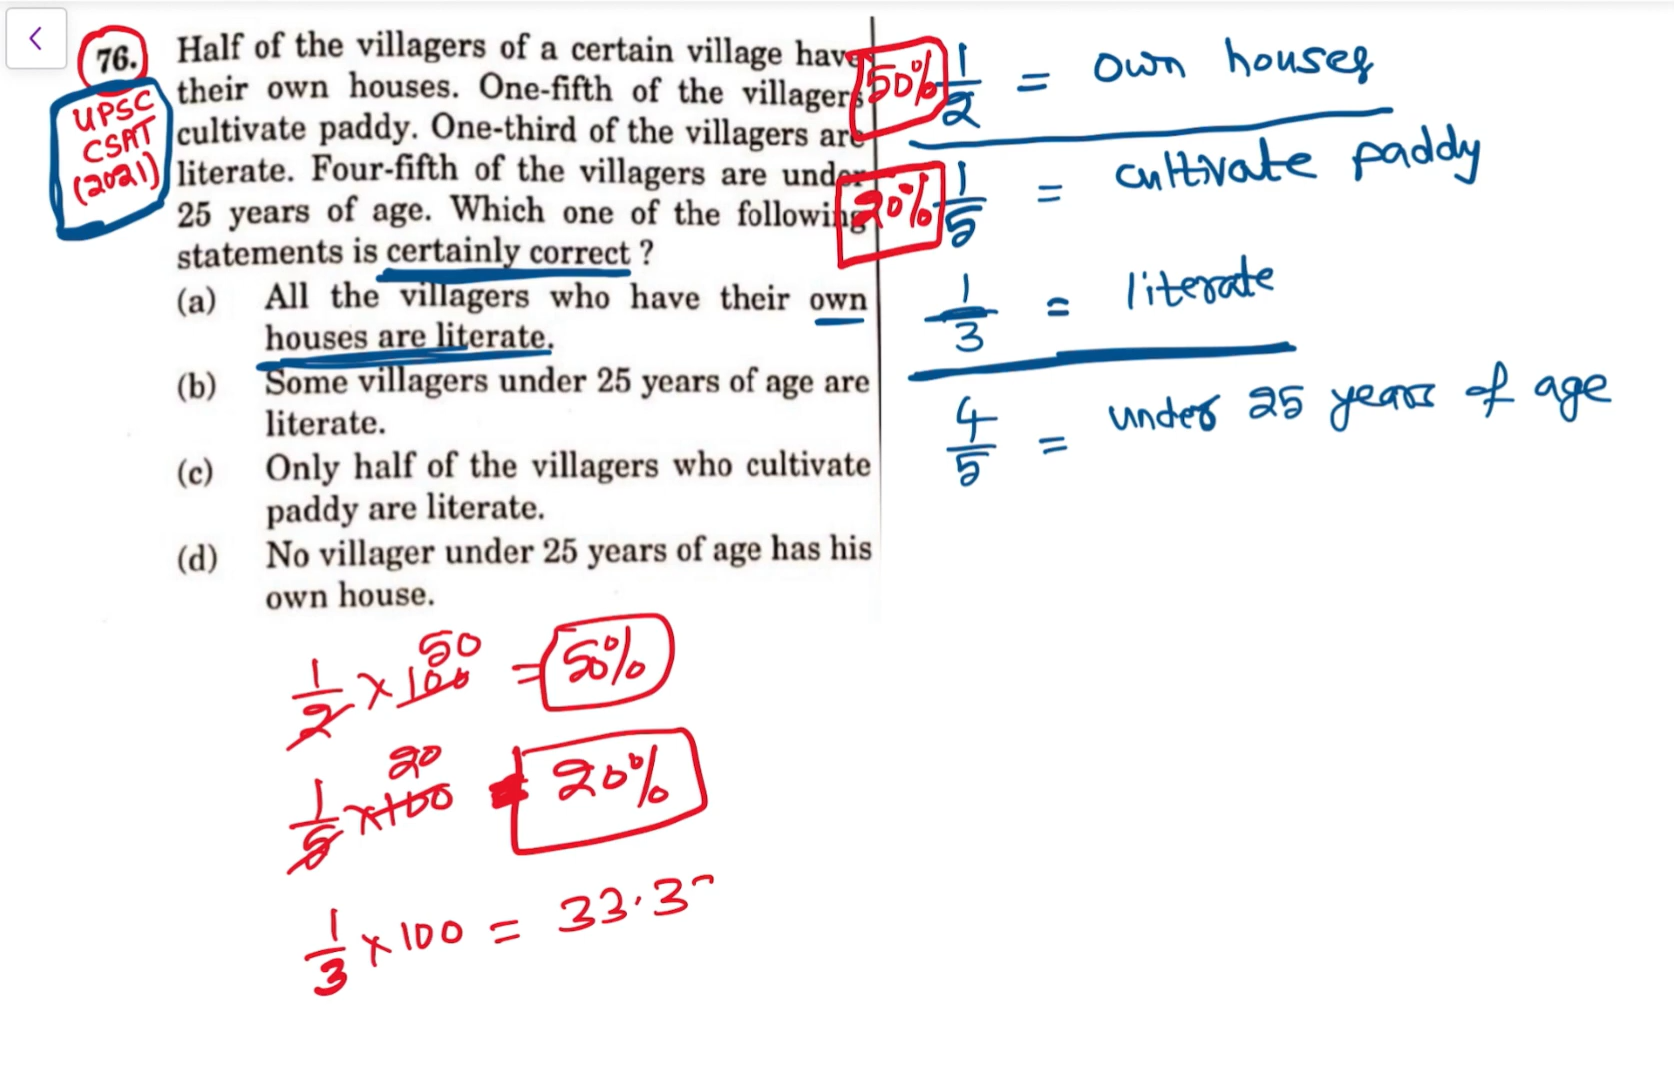 76. Half of the villagers of a certain village have
their own houses. One-fifth of the villagers
cultivate paddy. One-third of the villagers are
literate. Four-fifth of the villagers are under
25 years of age. Which one of the following
statements is certainly correct ?
(a) All the villagers who have their own
houses are literate.
(b) Some villagers under 25 years of age are
literate.
(c) Only half of the villagers who cultivate
paddy are literate.
(d) No villager under 25 years of age has his
own house.
UPSC
CSAT
(2021)
50% 1/2 = own houses
20% 1/5 = cultivate paddy
1/3 = literate
4/5 = under 25 years of age
50
1/2 × 100 = 50%
20
1/5 × 100 = 20%
1/3 × 100 = 33.3